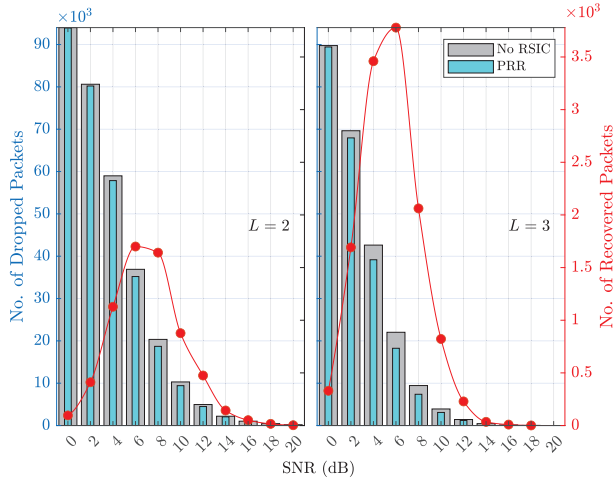 ×10³
×10³
No RSIC
PRR
90
80
70
60
50
40
30
20
10
0
No. of Dropped Packets
L = 2
L = 3
3.5
3
2.5
2
1.5
1
0.5
0
No. of Recovered Packets
0 2 4 6 8 10 12 14 16 18 20
0 2 4 6 8 10 12 14 16 18 20
SNR (dB)